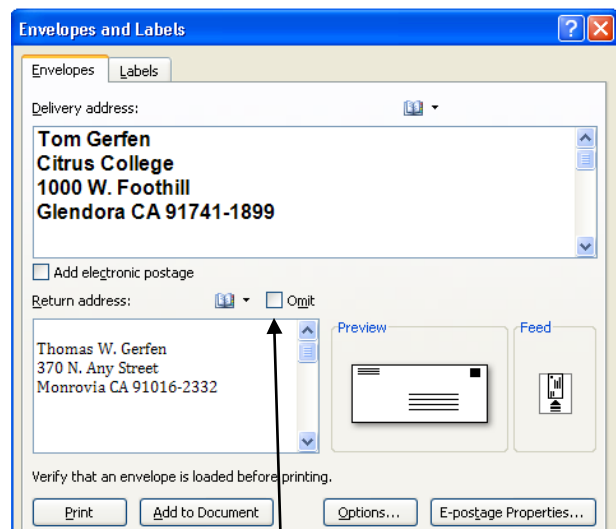 Envelopes and Labels
Envelopes Labels
Delivery address:
Tom Gerfen
Citrus College
1000 W. Foothill
Glendora CA 91741-1899
Add electronic postage
Return address: Omit
Preview Feed
Thomas W. Gerfen
370 N. Any Street
Monrovia CA 91016-2332
Verify that an envelope is loaded before printing.
Print Add to Document Options... E-postage Properties...